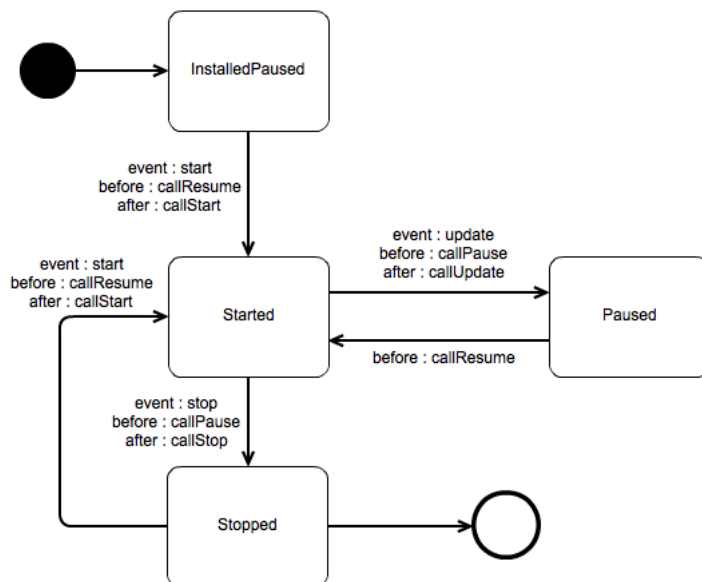 InstalledPaused
event : start
before : callResume
after : callStart
event : start
before : callResume
after : callStart
event : update
before : callPause
after : callUpdate
Started
Paused
before : callResume
event : stop
before : callPause
after : callStop
Stopped